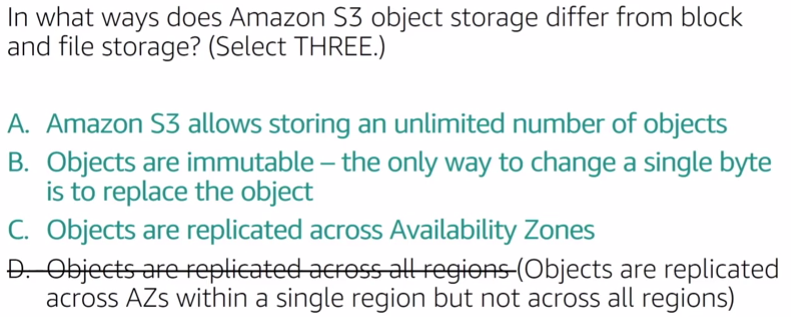 In what ways does Amazon S3 object storage differ from block
and file storage? (Select THREE.)
A. Amazon S3 allows storing an unlimited number of objects
B. Objects are immutable – the only way to change a single byte
is to replace the object
C. Objects are replicated across Availability Zones
D. Objects are replicated across all regions (Objects are replicated
across AZs within a single region but not across all regions)